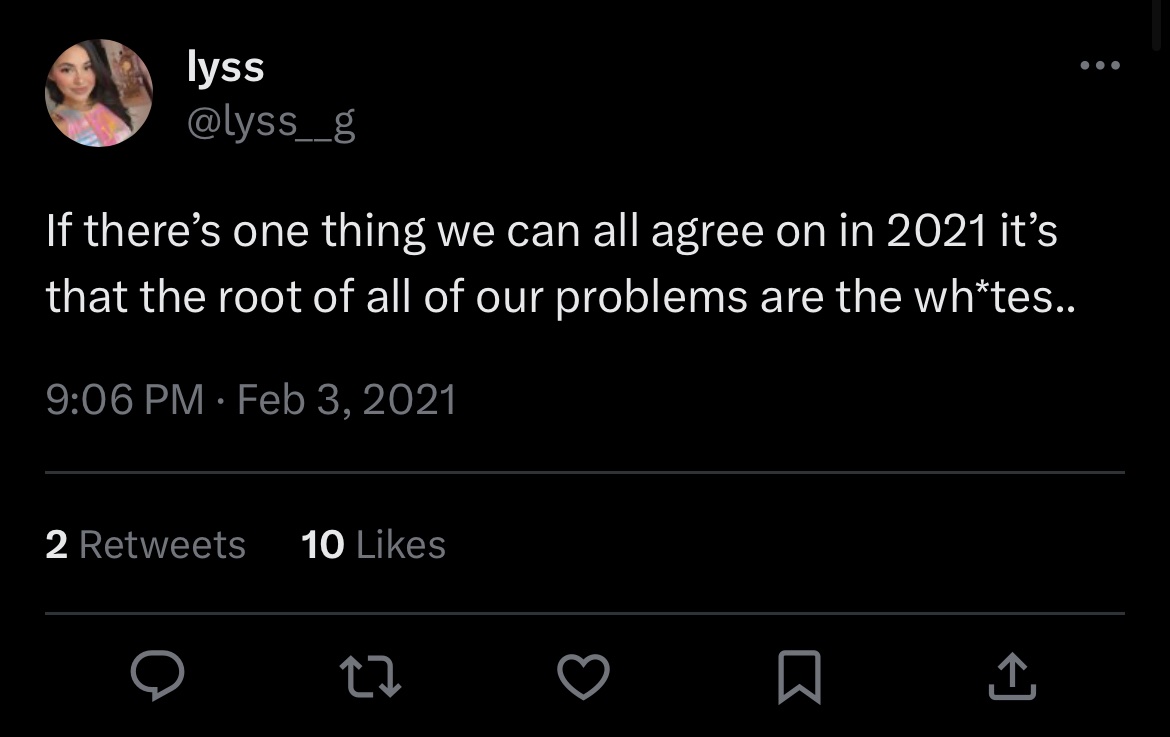 lyss
@lyss__g
If there’s one thing we can all agree on in 2021 it’s
that the root of all of our problems are the wh*tes..
9:06 PM · Feb 3, 2021
2 Retweets 10 Likes